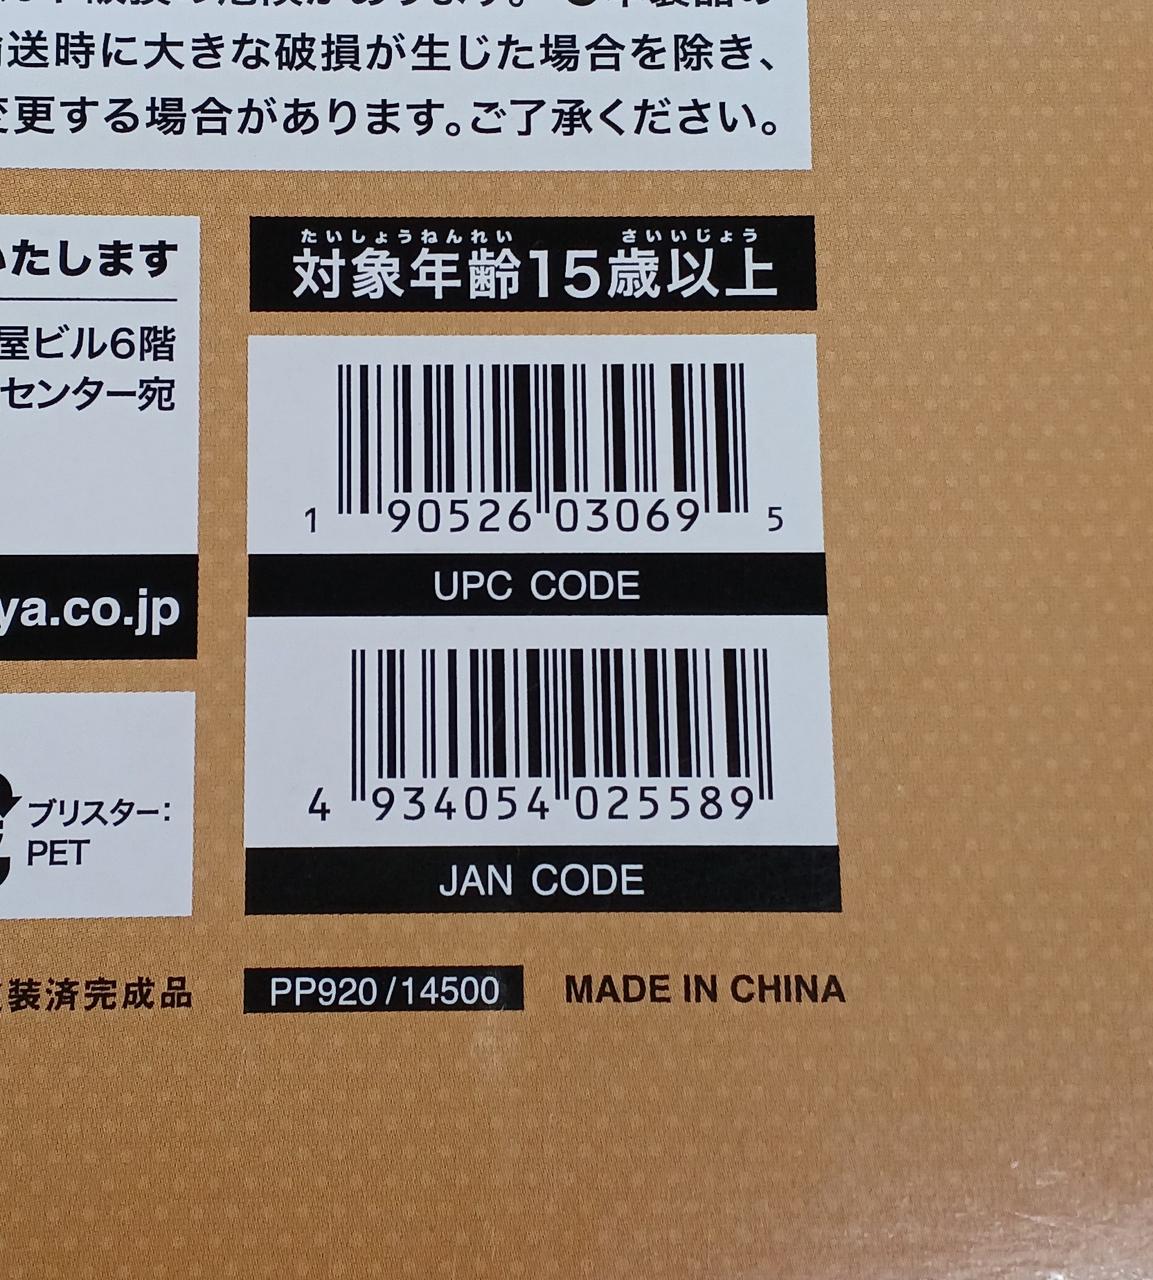 送時に大きな破損が生じた場合を除き、
変更する場合があります。ご了承ください。
いたします
屋ビル6階
センター宛
ya.co.jp
ブリスター：
PET
装済完成品
たいしょうねんれい さいいじょう
対象年齢15歳以上
1 90526 03069 5
UPC CODE
4 934054 025589
JAN CODE
PP920/14500
MADE IN CHINA